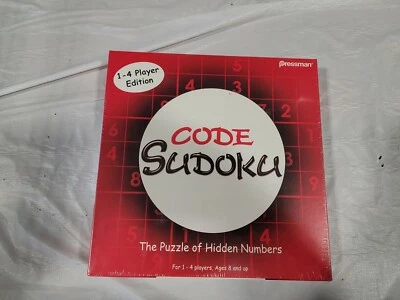 pressman
1-4 Player
Edition
CODE
SUDOKU
The Puzzle of Hidden Numbers
For 1 - 4 players, Ages 8 and up